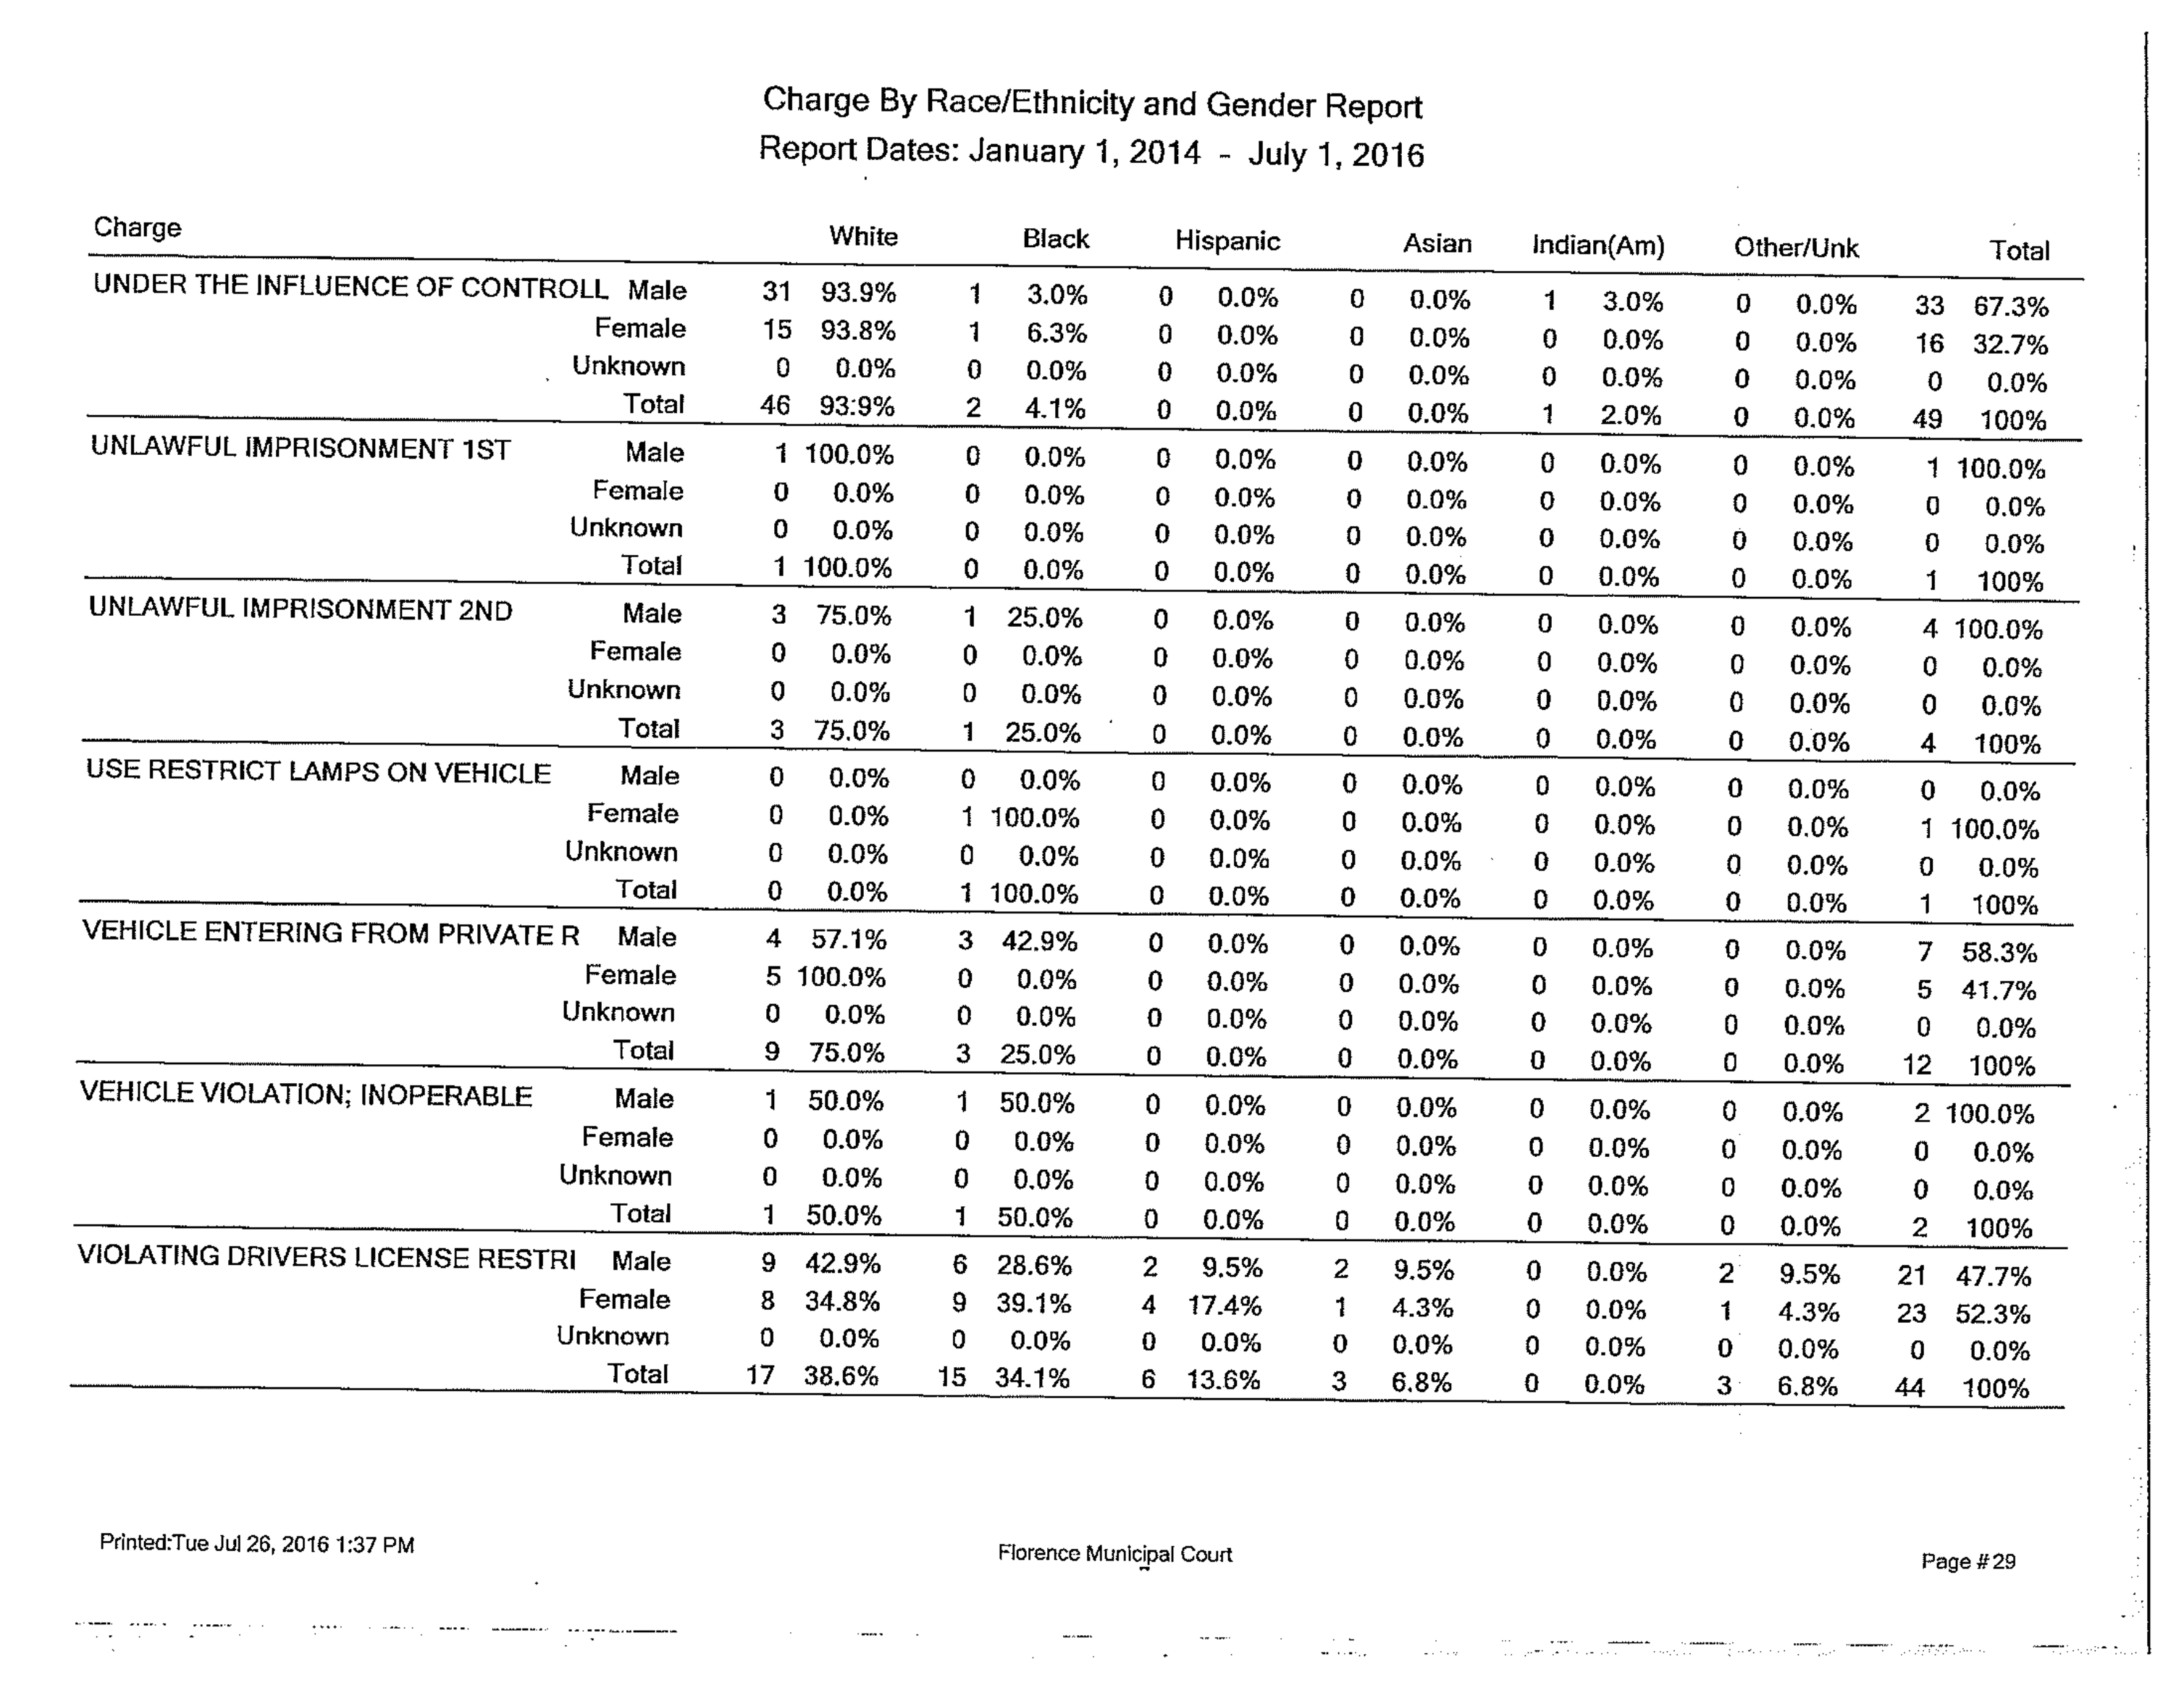 Charge By Race/Ethnicity and Gender Report
Report Dates: January 1, 2014 - July 1, 2016
Charge White Black Hispanic Asian Indian(Am) Other/Unk Total
UNDER THE INFLUENCE OF CONTROLL Male 31 93.9% 1 3.0% 0 0.0% 0 0.0% 1 3.0% 0 0.0% 33 67.3%
Female 15 93.8% 1 6.3% 0 0.0% 0 0.0% 0 0.0% 0 0.0% 16 32.7%
Unknown 0 0.0% 0 0.0% 0 0.0% 0 0.0% 0 0.0% 0 0.0% 0 0.0%
Total 46 93.9% 2 4.1% 0 0.0% 0 0.0% 1 2.0% 0 0.0% 49 100%
UNLAWFUL IMPRISONMENT 1ST Male 1 100.0% 0 0.0% 0 0.0% 0 0.0% 0 0.0% 0 0.0% 1 100.0%
Female 0 0.0% 0 0.0% 0 0.0% 0 0.0% 0 0.0% 0 0.0% 0 0.0%
Unknown 0 0.0% 0 0.0% 0 0.0% 0 0.0% 0 0.0% 0 0.0% 0 0.0%
Total 1 100.0% 0 0.0% 0 0.0% 0 0.0% 0 0.0% 0 0.0% 1 100%
UNLAWFUL IMPRISONMENT 2ND Male 3 75.0% 1 25.0% 0 0.0% 0 0.0% 0 0.0% 0 0.0% 4 100.0%
Female 0 0.0% 0 0.0% 0 0.0% 0 0.0% 0 0.0% 0 0.0% 0 0.0%
Unknown 0 0.0% 0 0.0% 0 0.0% 0 0.0% 0 0.0% 0 0.0% 0 0.0%
Total 3 75.0% 1 25.0% 0 0.0% 0 0.0% 0 0.0% 0 0.0% 4 100%
USE RESTRICT LAMPS ON VEHICLE Male 0 0.0% 0 0.0% 0 0.0% 0 0.0% 0 0.0% 0 0.0% 0 0.0%
Female 0 0.0% 1 100.0% 0 0.0% 0 0.0% 0 0.0% 0 0.0% 1 100.0%
Unknown 0 0.0% 0 0.0% 0 0.0% 0 0.0% 0 0.0% 0 0.0% 0 0.0%
Total 0 0.0% 1 100.0% 0 0.0% 0 0.0% 0 0.0% 0 0.0% 1 100%
VEHICLE ENTERING FROM PRIVATE R Male 4 57.1% 3 42.9% 0 0.0% 0 0.0% 0 0.0% 0 0.0% 7 58.3%
Female 5 100.0% 0 0.0% 0 0.0% 0 0.0% 0 0.0% 0 0.0% 5 41.7%
Unknown 0 0.0% 0 0.0% 0 0.0% 0 0.0% 0 0.0% 0 0.0% 0 0.0%
Total 9 75.0% 3 25.0% 0 0.0% 0 0.0% 0 0.0% 0 0.0% 12 100%
VEHICLE VIOLATION; INOPERABLE Male 1 50.0% 1 50.0% 0 0.0% 0 0.0% 0 0.0% 0 0.0% 2 100.0%
Female 0 0.0% 0 0.0% 0 0.0% 0 0.0% 0 0.0% 0 0.0% 0 0.0%
Unknown 0 0.0% 0 0.0% 0 0.0% 0 0.0% 0 0.0% 0 0.0% 0 0.0%
Total 1 50.0% 1 50.0% 0 0.0% 0 0.0% 0 0.0% 0 0.0% 2 100%
VIOLATING DRIVERS LICENSE RESTRI Male 9 42.9% 6 28.6% 2 9.5% 2 9.5% 0 0.0% 2 9.5% 21 47.7%
Female 8 34.8% 9 39.1% 4 17.4% 1 4.3% 0 0.0% 1 4.3% 23 52.3%
Unknown 0 0.0% 0 0.0% 0 0.0% 0 0.0% 0 0.0% 0 0.0% 0 0.0%
Total 17 38.6% 15 34.1% 6 13.6% 3 6.8% 0 0.0% 3 6.8% 44 100%
Printed:Tue Jul 26, 2016 1:37 PM Florence Municipal Court Page # 29